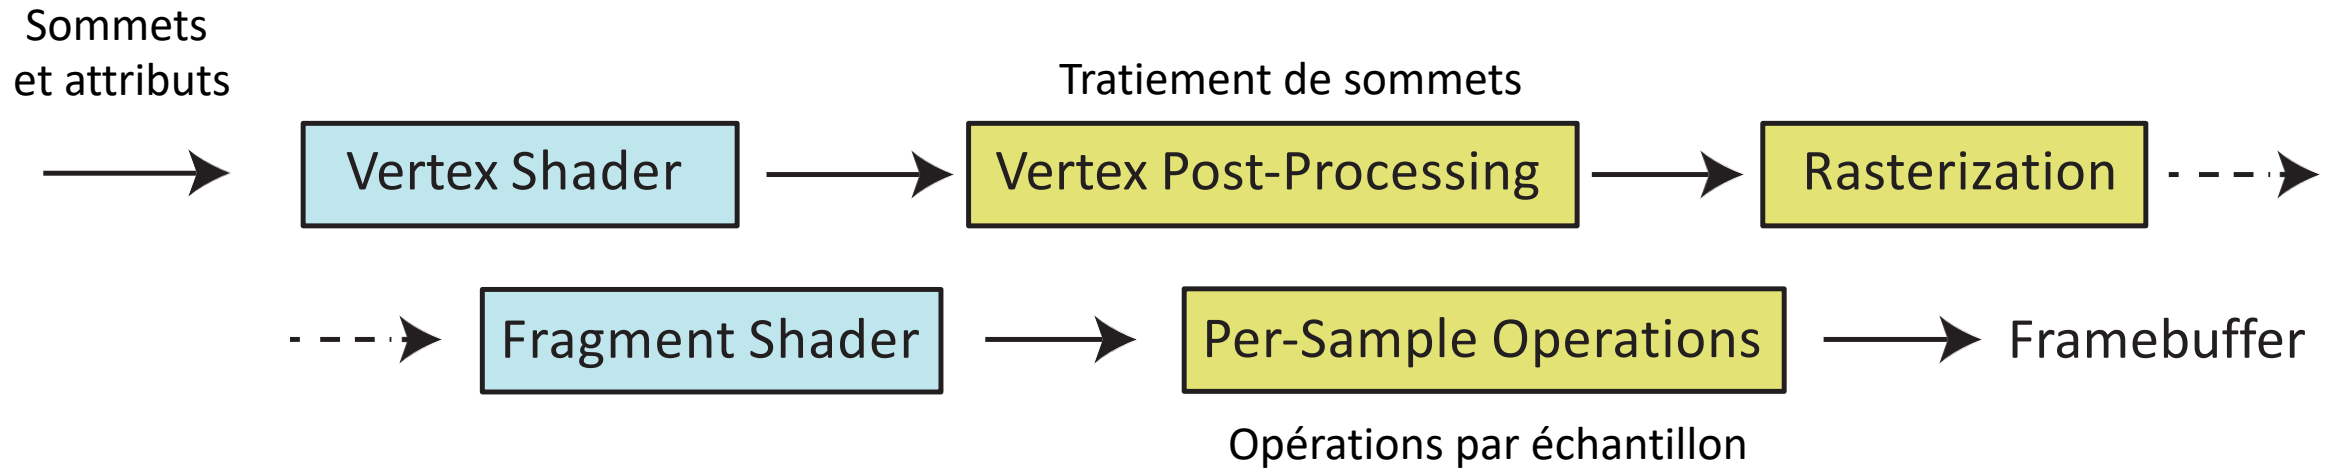 Sommets
et attributs
Tratiement de sommets
Vertex Shader
Vertex Post-Processing
Rasterization
Fragment Shader
Per-Sample Operations
Framebuffer
Opérations par échantillon